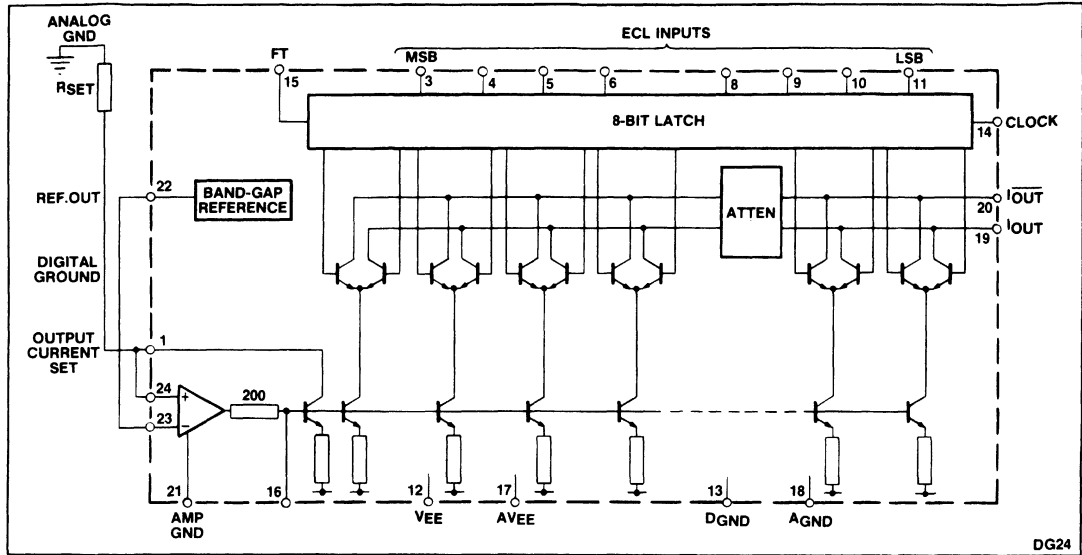 ANALOG
GND
RSET
FT
15
ECL INPUTS
MSB
LSB
3
4
5
6
8
9
10
11
8-BIT LATCH
14
CLOCK
REF.OUT
22
BAND-GAP
REFERENCE
ATTEN
IOUT
20
IOUT
19
DIGITAL
GROUND
OUTPUT
CURRENT
SET
1
24
+
200
23
−
21
AMP
GND
16
12
VEE
17
AVEE
13
DGND
18
AGND
DG24